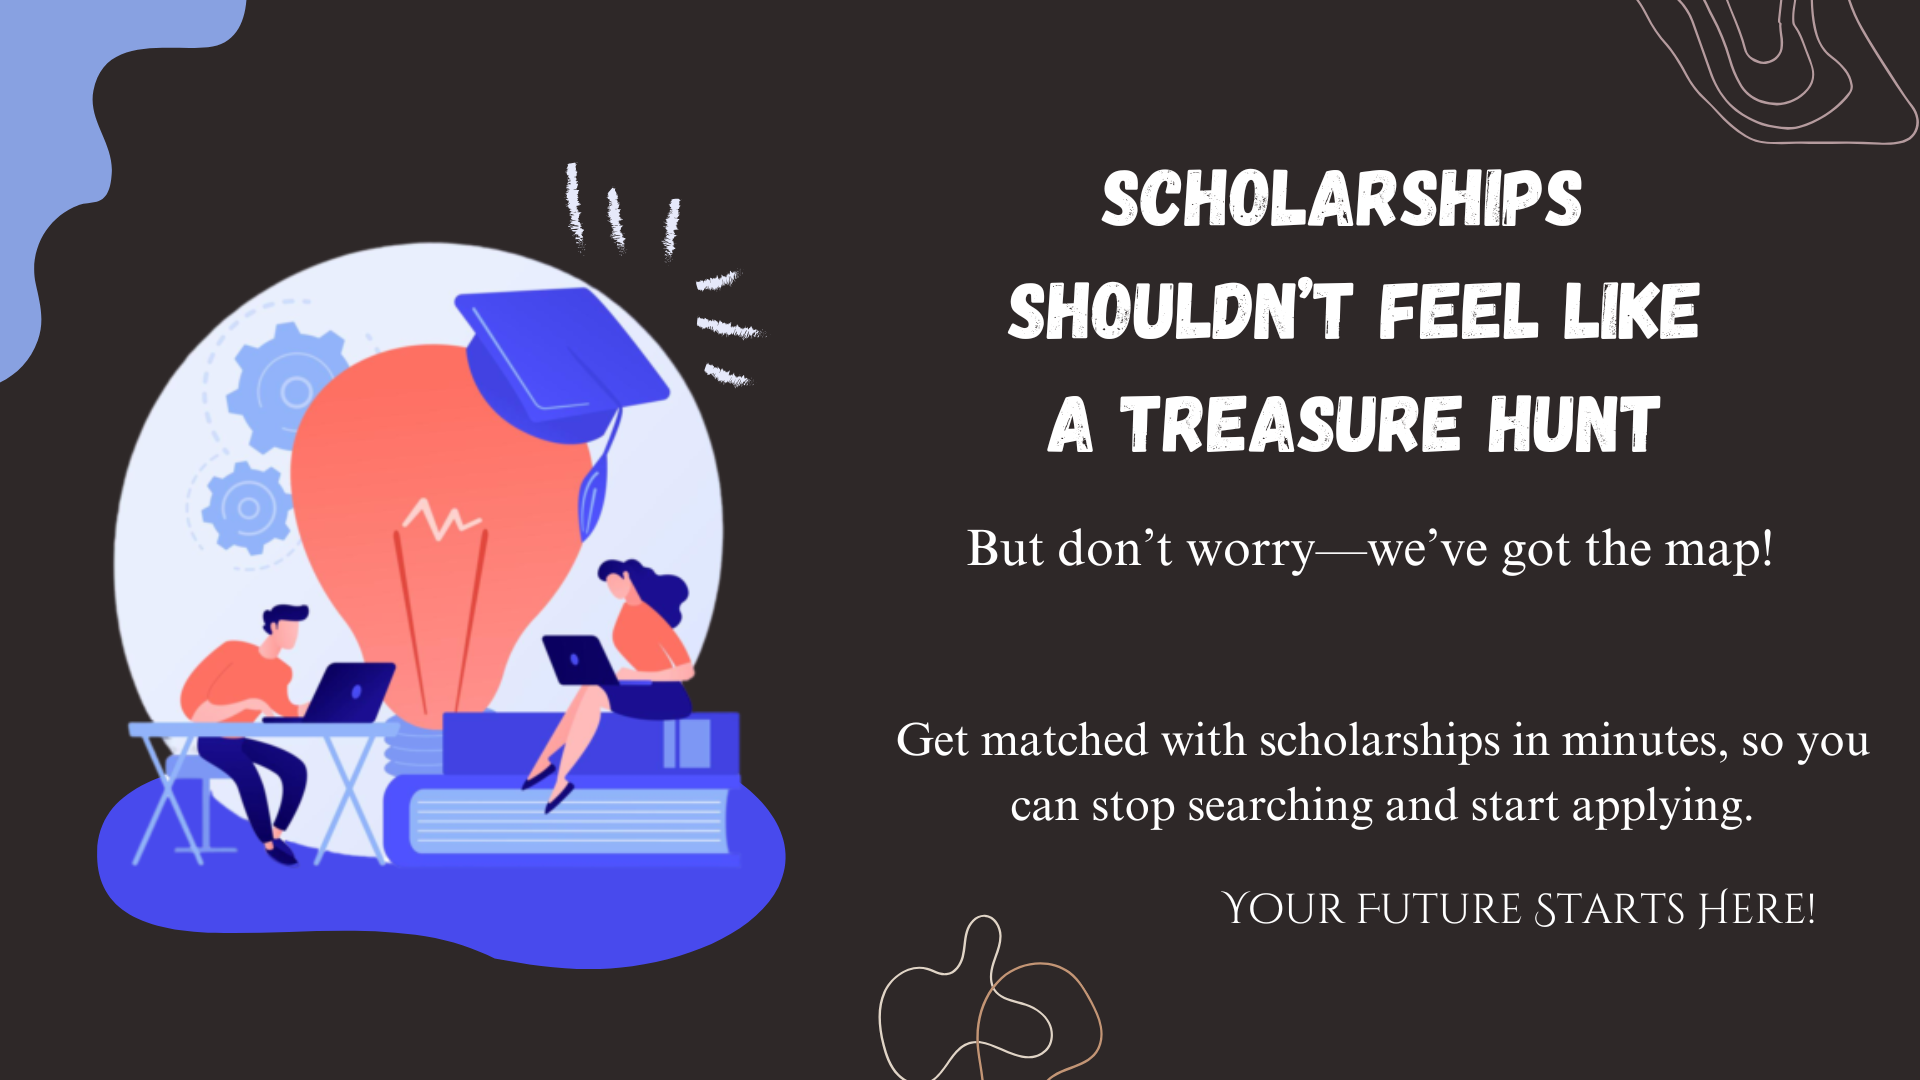 SCHOLARSHIPS
SHOULDN’T FEEL LIKE
A TREASURE HUNT
But don’t worry—we’ve got the map!
Get matched with scholarships in minutes, so you
can stop searching and start applying.
Your Future Starts Here!